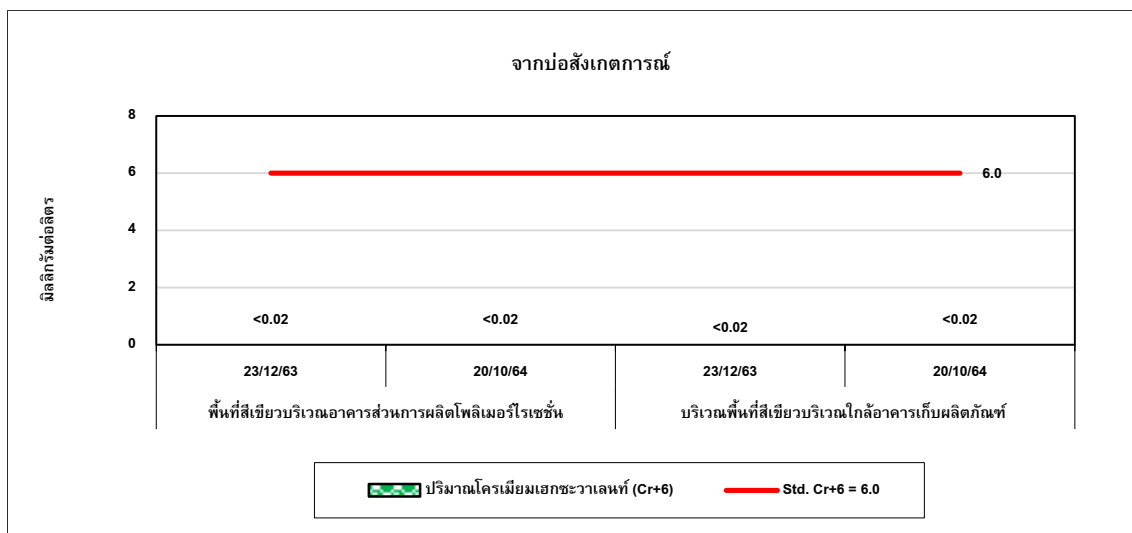 จากบ่อสังเกตการณ์
มิลลิกรัมต่อลิตร
8
6
4
2
0
6.0
<0.02
<0.02
<0.02
<0.02
23/12/63
20/10/64
23/12/63
20/10/64
พื้นที่สีเขียวบริเวณอาคารส่วนการผลิตโพลิเมอร์ไรเซชั่น
บริเวณพื้นที่สีเขียวบริเวณใกล้อาคารเก็บผลิตภัณฑ์
ปริมาณโครเมียมเฮกซะวาเลนท์ (Cr+6)
Std. Cr+6 = 6.0